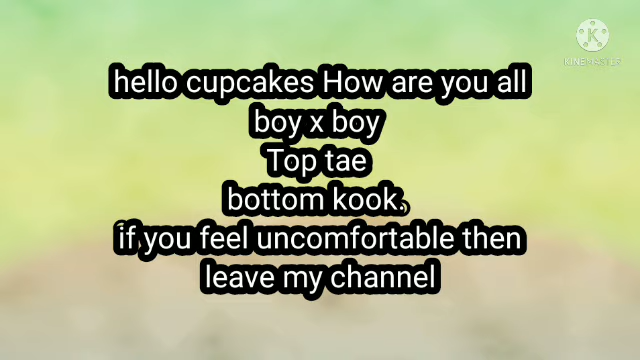 K
KINEMASTER
hello cupcakes How are you all
boy x boy
Top tae
bottom kook.
if you feel uncomfortable then
leave my channel